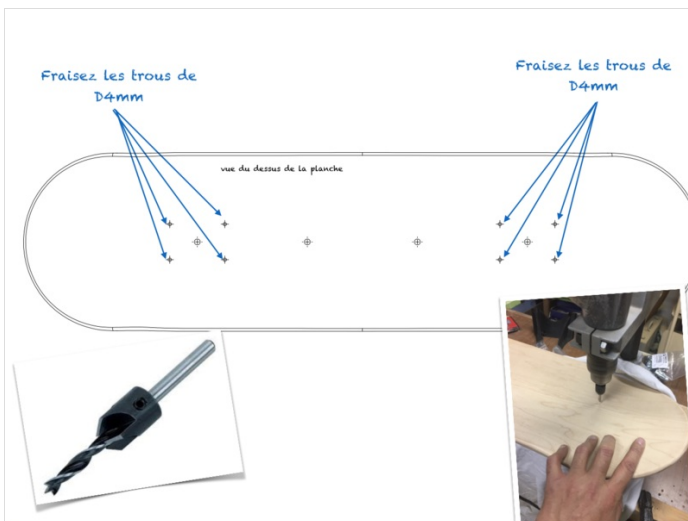 Fraisez les trous de
D4mm
Fraisez les trous de
D4mm
vue du dessus de la planche